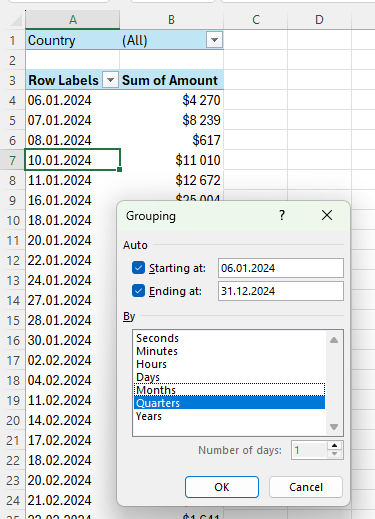 A B C D
1 Country (All)
2
3 Row Labels Sum of Amount
4 06.01.2024 $4 270
5 07.01.2024 $8 239
6 08.01.2024 $617
7 10.01.2024 $11 010
8 11.01.2024 $12 672
9 16.01.2024 $25 004
10 18.01.2024
11 20.01.2024
12 22.01.2024
13 24.01.2024
14 27.01.2024
15 28.01.2024
16 30.01.2024
17 02.02.2024
18 04.02.2024
19 11.02.2024
20 14.02.2024
21 17.02.2024
22 18.02.2024
23 20.02.2024
24 21.02.2024
Grouping ? ×
Auto
Starting at: 06.01.2024
Ending at: 31.12.2024
By
Seconds
Minutes
Hours
Days
Months
Quarters
Years
Number of days: 1
OK Cancel